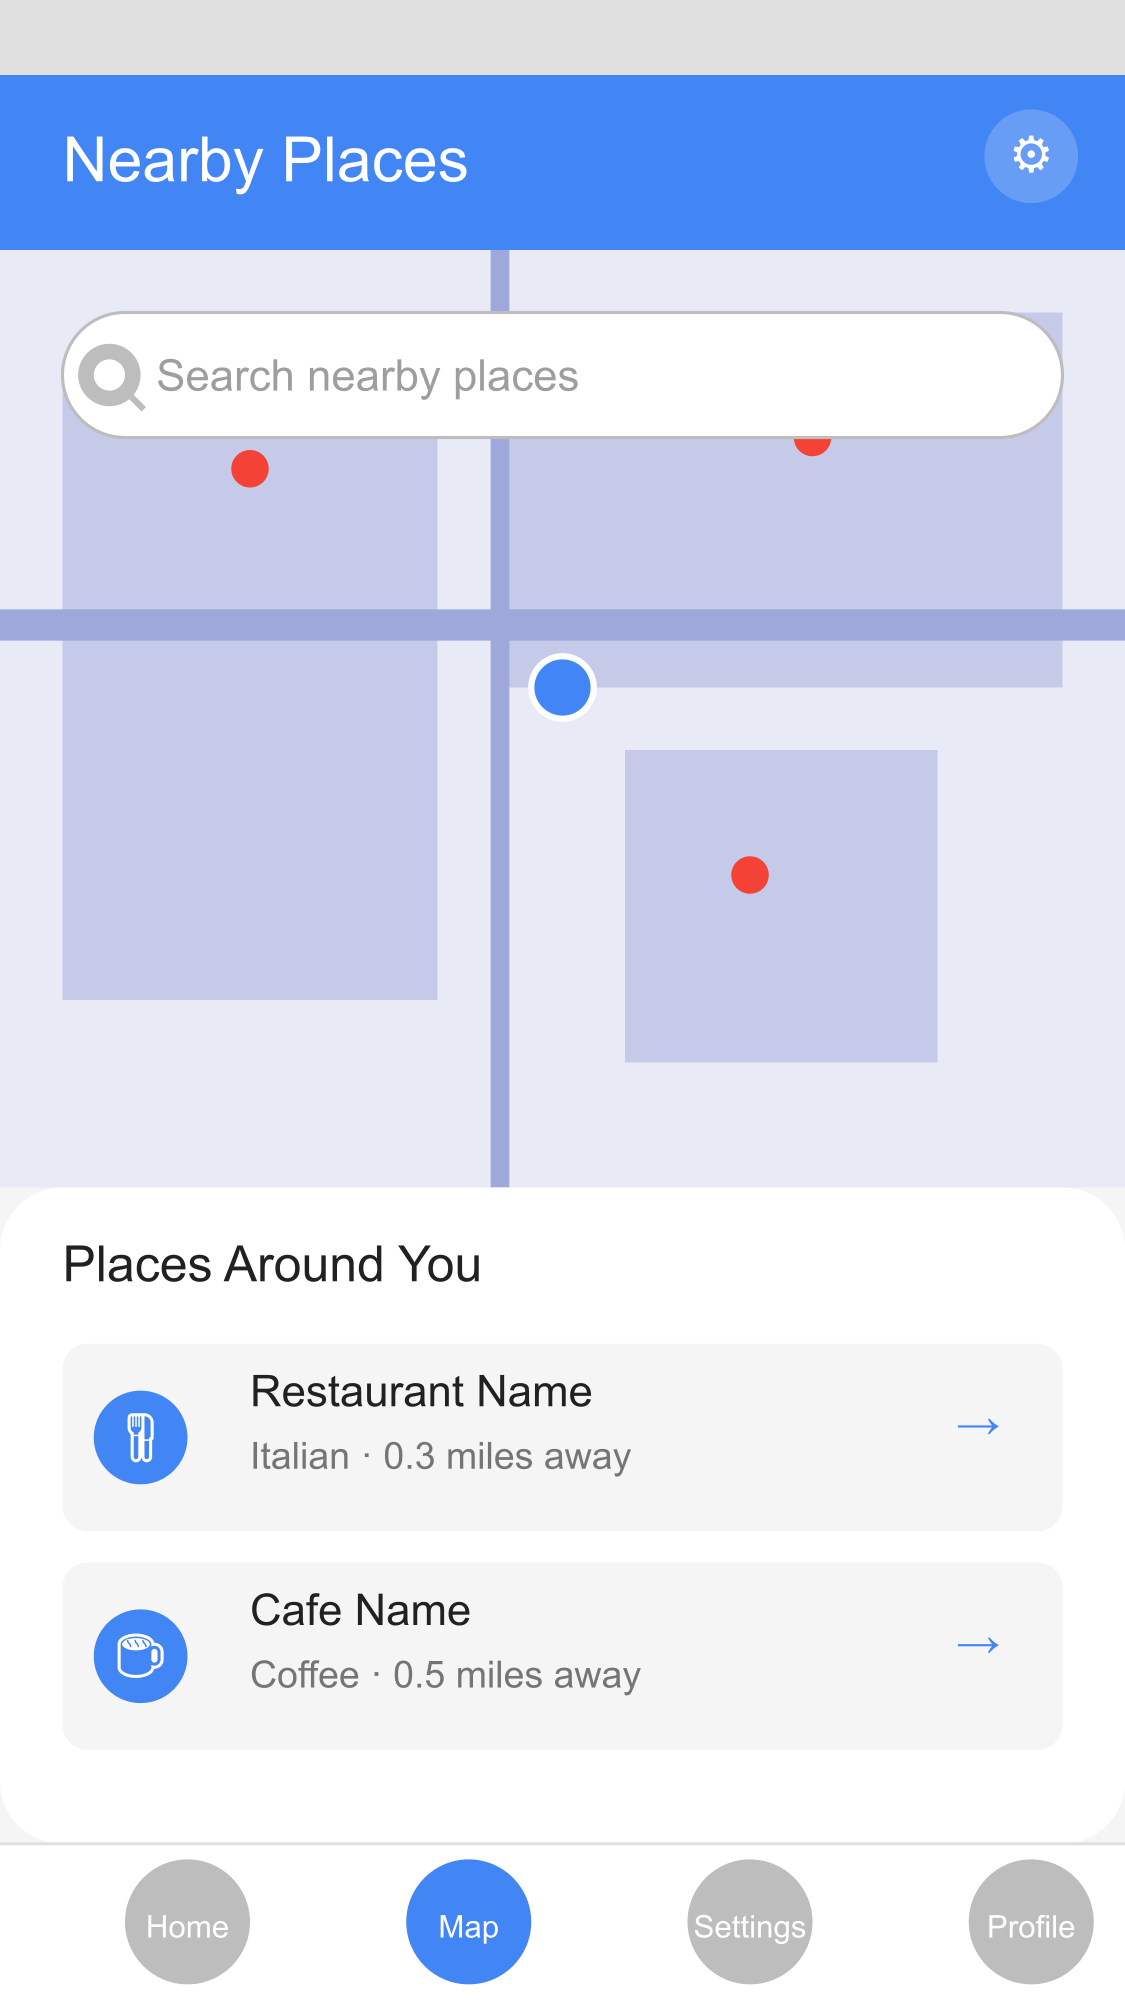 Nearby Places
Search nearby places
Places Around You
Restaurant Name
Italian · 0.3 miles away
→
Cafe Name
Coffee · 0.5 miles away
→
Home
Map
Settings
Profile